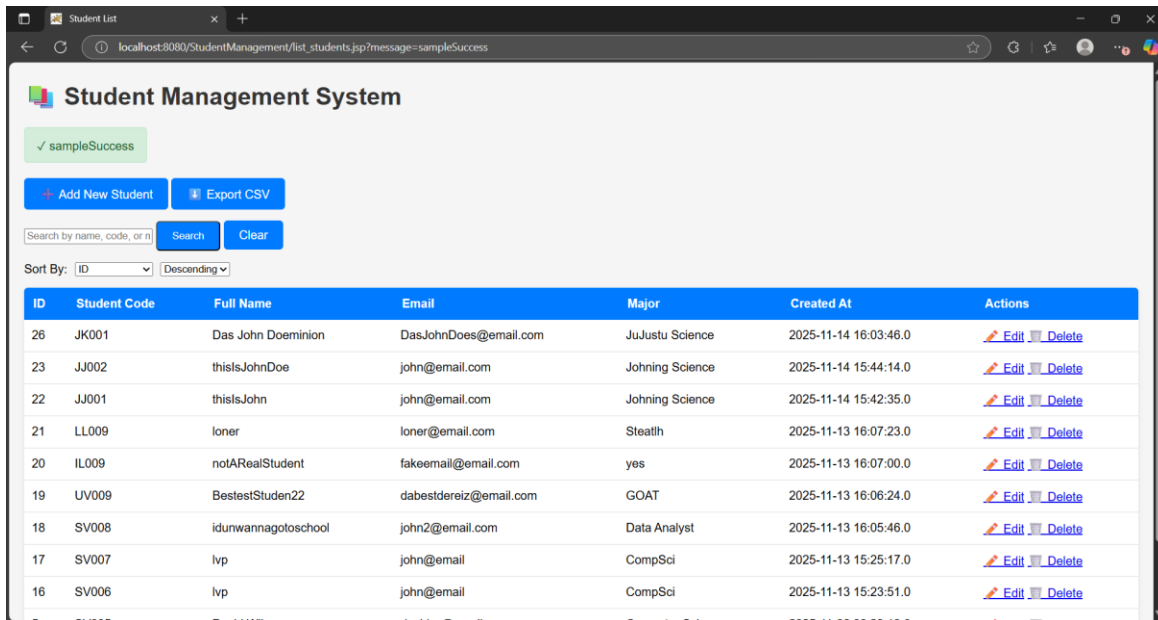 Student List
localhost:8080/StudentManagement/list_students.jsp?message=sampleSuccess
Student Management System
✓ sampleSuccess
Add New Student Export CSV
Search by name, code, or n Search Clear
Sort By: ID Descending
ID Student Code Full Name Email Major Created At Actions
26 JK001 Das John Doeminion DasJohnDoes@email.com JuJustu Science 2025-11-14 16:03:46.0 Edit Delete
23 JJ002 thisIsJohnDoe john@email.com Johning Science 2025-11-14 15:44:14.0 Edit Delete
22 JJ001 thisIsJohn john@email.com Johning Science 2025-11-14 15:42:35.0 Edit Delete
21 LL009 loner loner@email.com Steatlh 2025-11-13 16:07:23.0 Edit Delete
20 IL009 notARealStudent fakeemail@email.com yes 2025-11-13 16:07:00.0 Edit Delete
19 UV009 BestestStuden22 dabestdereiz@email.com GOAT 2025-11-13 16:06:24.0 Edit Delete
18 SV008 idunwannagotoschool john2@email.com Data Analyst 2025-11-13 16:05:46.0 Edit Delete
17 SV007 lvp john@email CompSci 2025-11-13 15:25:17.0 Edit Delete
16 SV006 lvp john@email CompSci 2025-11-13 15:23:51.0 Edit Delete